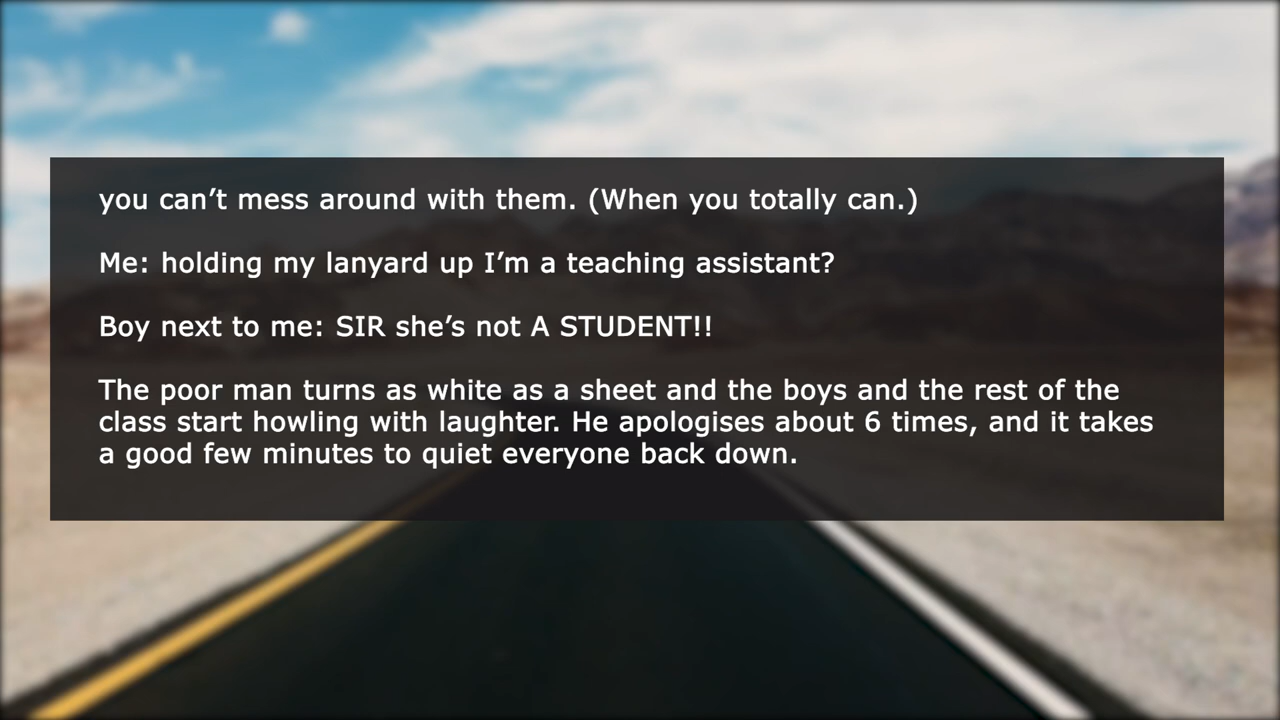 you can’t mess around with them. (When you totally can.)
Me: holding my lanyard up I’m a teaching assistant?
Boy next to me: SIR she’s not A STUDENT!!
The poor man turns as white as a sheet and the boys and the rest of the
class start howling with laughter. He apologises about 6 times, and it takes
a good few minutes to quiet everyone back down.